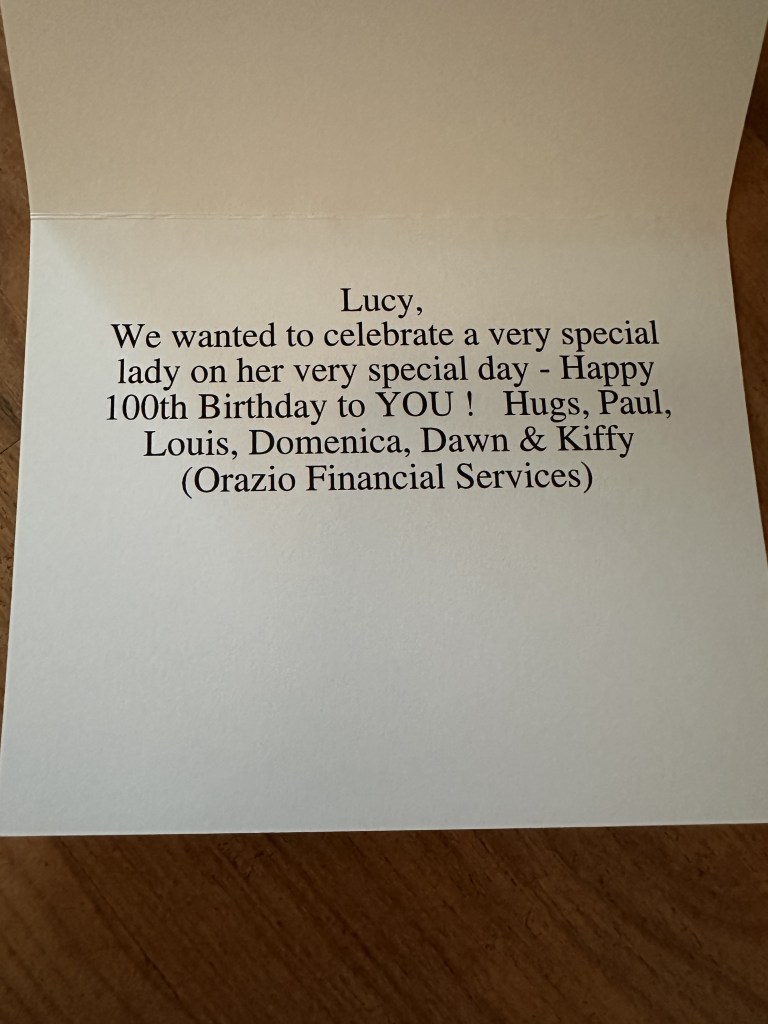 Lucy,
We wanted to celebrate a very special
lady on her very special day - Happy
100th Birthday to YOU !   Hugs, Paul,
Louis, Domenica, Dawn & Kiffy
(Orazio Financial Services)